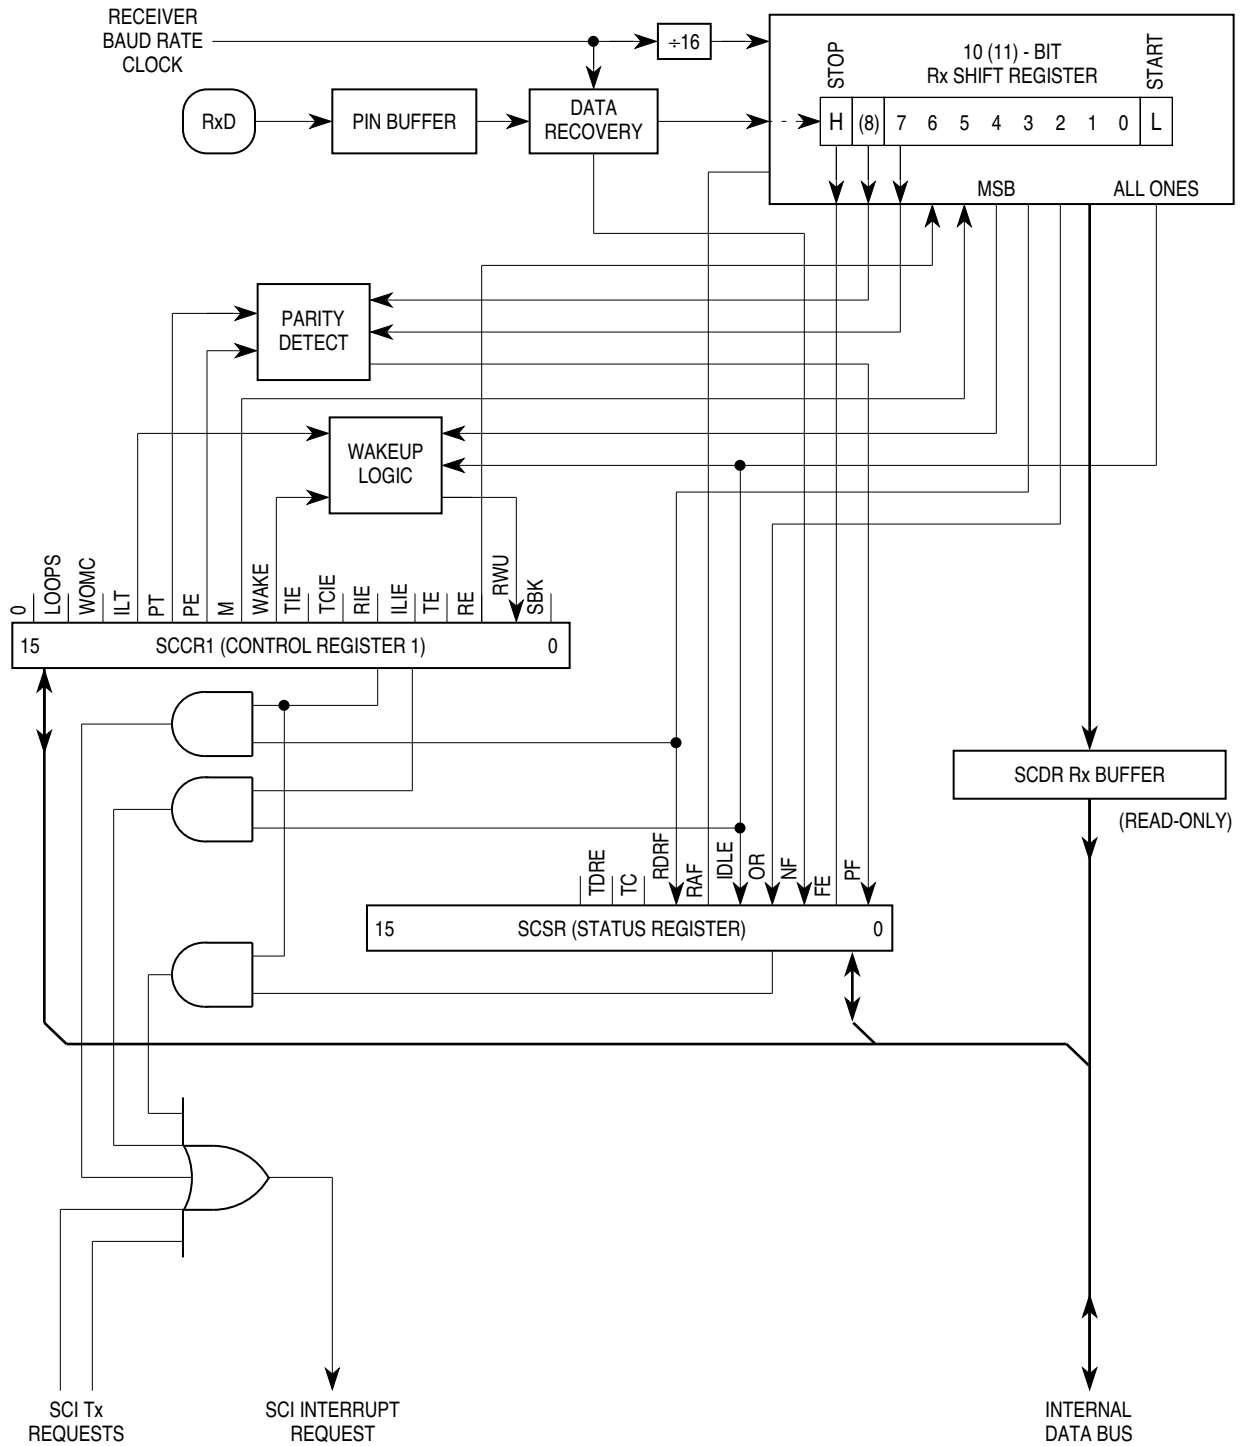 RECEIVER
BAUD RATE
CLOCK
÷16
10 (11) - BIT
Rx SHIFT REGISTER
STOP
START
RxD
PIN BUFFER
DATA
RECOVERY
H (8) 7 6 5 4 3 2 1 0 L
MSB
ALL ONES
PARITY
DETECT
WAKEUP
LOGIC
0
LOOPS
WOMC
ILT
PT
PE
M
WAKE
TIE
TCIE
RIE
ILIE
TE
RE
RWU
SBK
15 SCCR1 (CONTROL REGISTER 1) 0
SCDR Rx BUFFER
(READ-ONLY)
TDRE
TC
RDRF
RAF
IDLE
OR
NF
FE
PF
15 SCSR (STATUS REGISTER) 0
SCI Tx
REQUESTS
SCI INTERRUPT
REQUEST
INTERNAL
DATA BUS